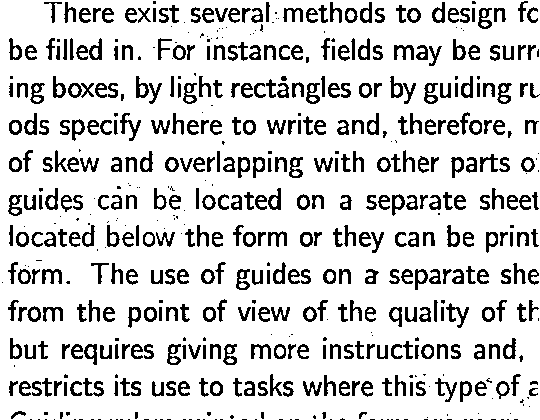 There exist several methods to design
be filled in. For instance, fields may be
ing boxes, by light rectangles or by guiding
ods specify where to write and, therefore,
of skew and overlapping with other parts
guides can be located on a separate sheet
located below the form or they can be print
form. The use of guides on a separate she
from the point of view of the quality of th
but requires giving more instructions and,
restricts its use to tasks where this type of a